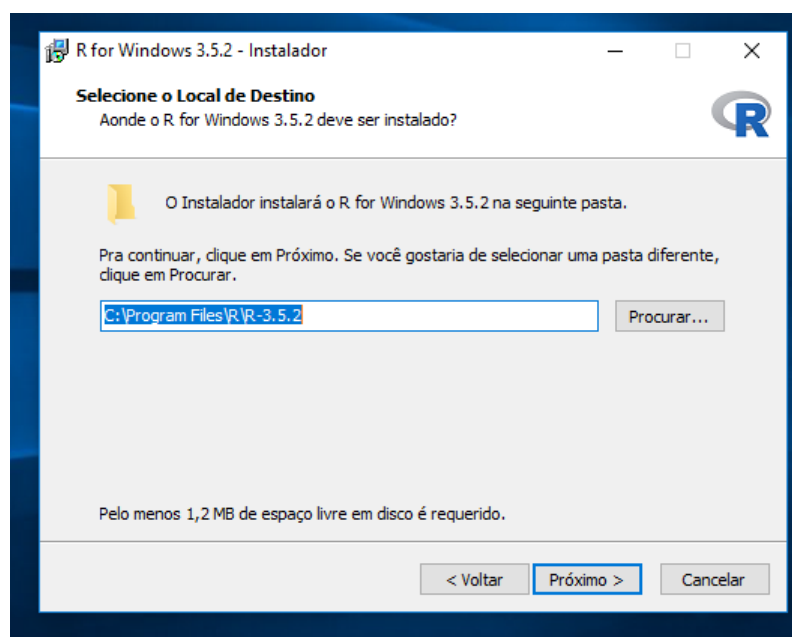 R for Windows 3.5.2 - Instalador
Selecione o Local de Destino
Aonde o R for Windows 3.5.2 deve ser instalado?
R
O Instalador instalará o R for Windows 3.5.2 na seguinte pasta.
Pra continuar, clique em Próximo. Se você gostaria de selecionar uma pasta diferente,
clique em Procurar.
C:\Program Files\R\R-3.5.2
Procurar...
Pelo menos 1,2 MB de espaço livre em disco é requerido.
< Voltar
Próximo >
Cancelar